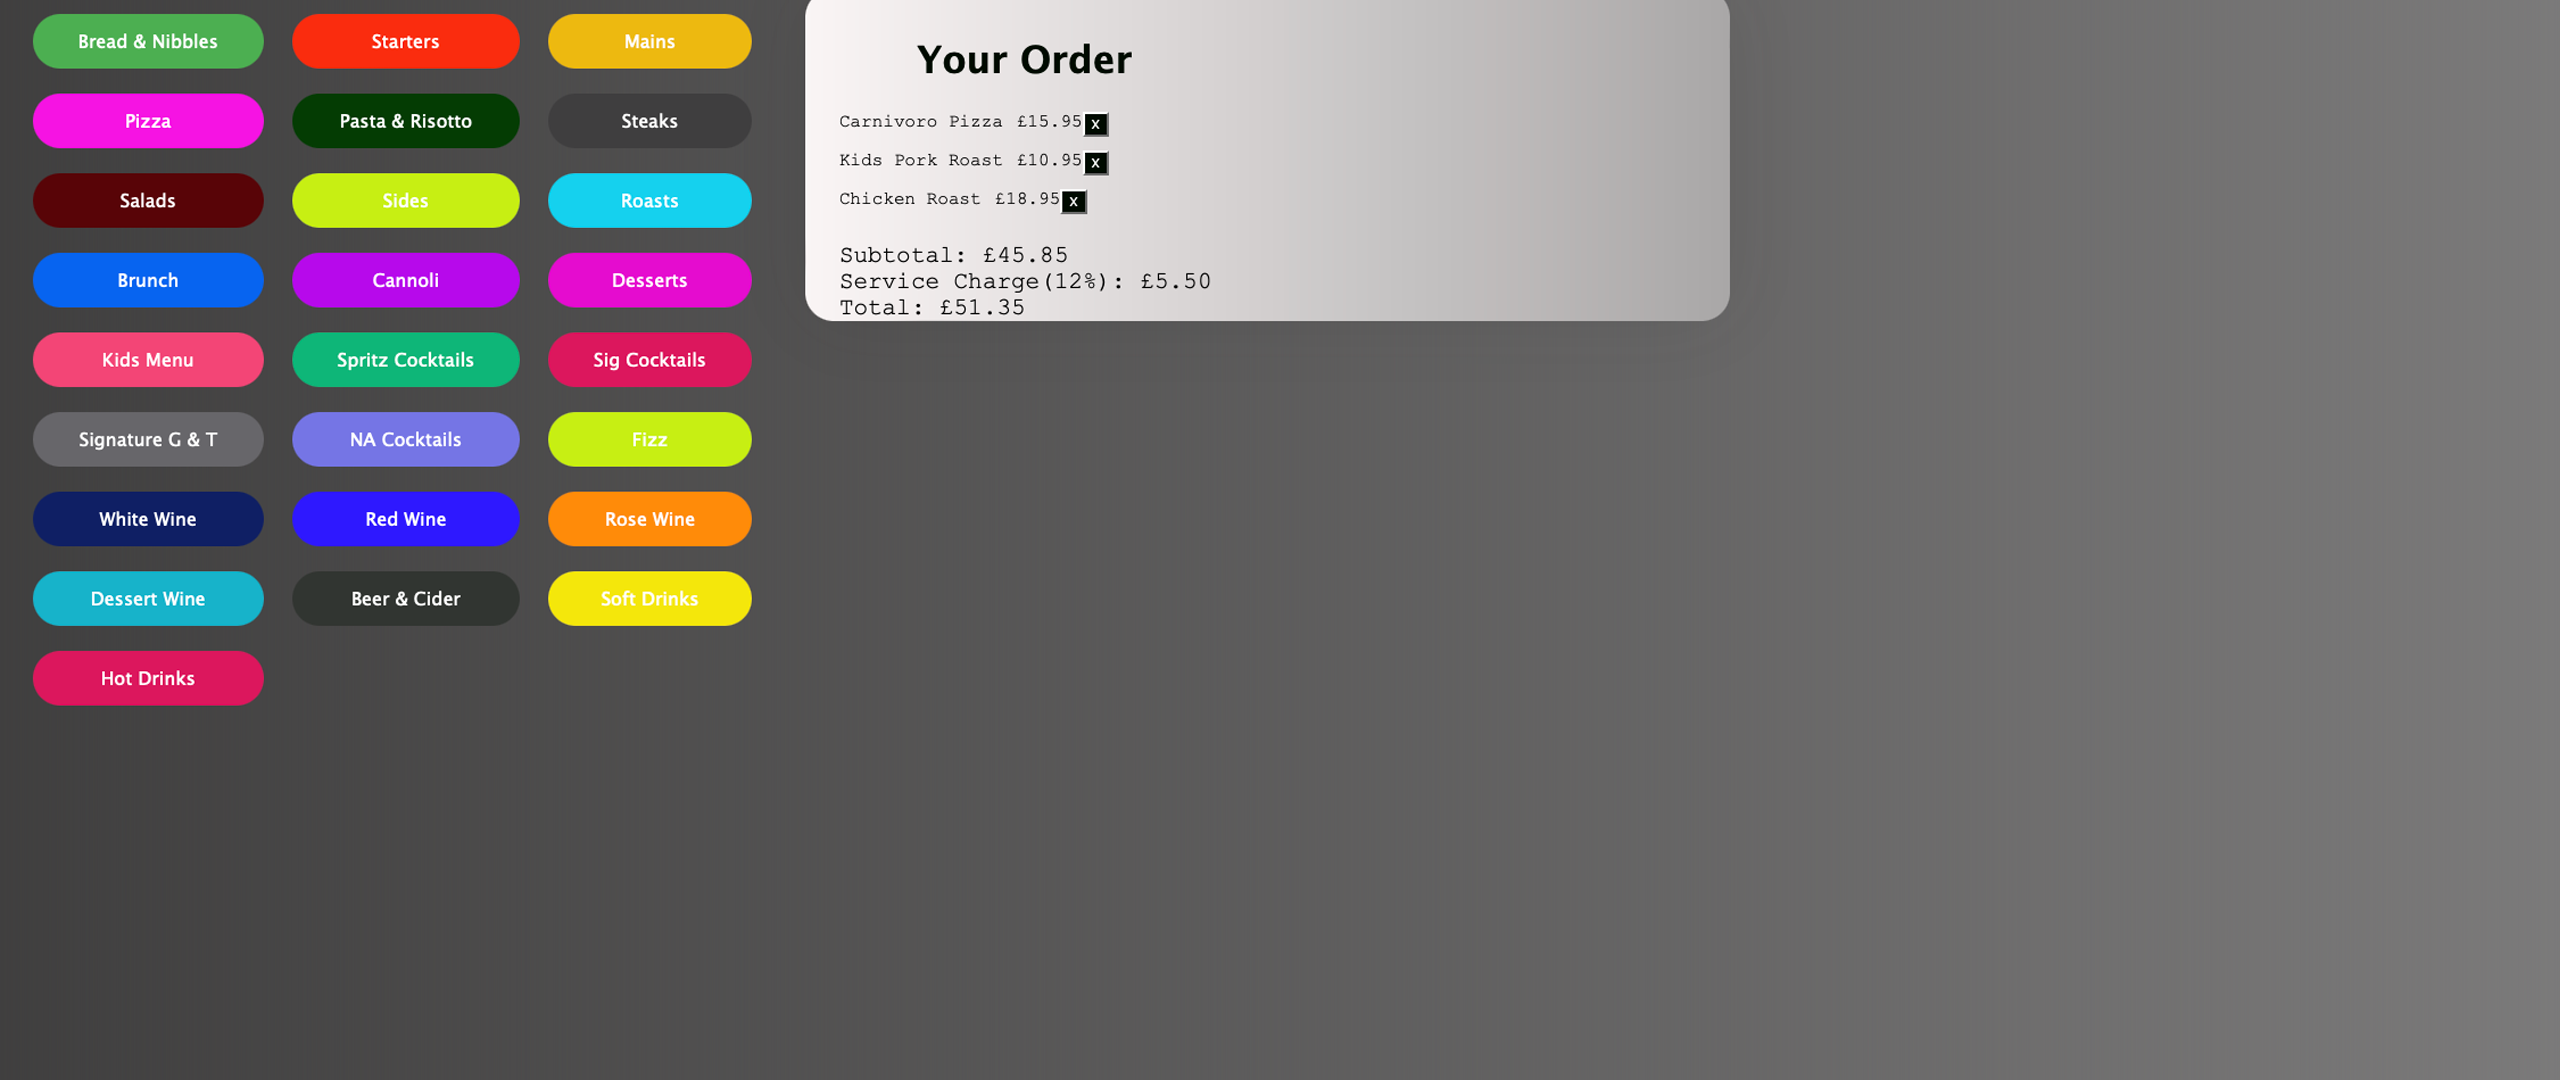 Bread & Nibbles
Starters
Mains
Pizza
Pasta & Risotto
Steaks
Salads
Sides
Roasts
Brunch
Cannoli
Desserts
Kids Menu
Spritz Cocktails
Sig Cocktails
Signature G & T
NA Cocktails
Fizz
White Wine
Red Wine
Rose Wine
Dessert Wine
Beer & Cider
Soft Drinks
Hot Drinks
Your Order
Carnivoro Pizza £15.95 X
Kids Pork Roast £10.95 X
Chicken Roast £18.95 X
Subtotal: £45.85
Service Charge(12%): £5.50
Total: £51.35